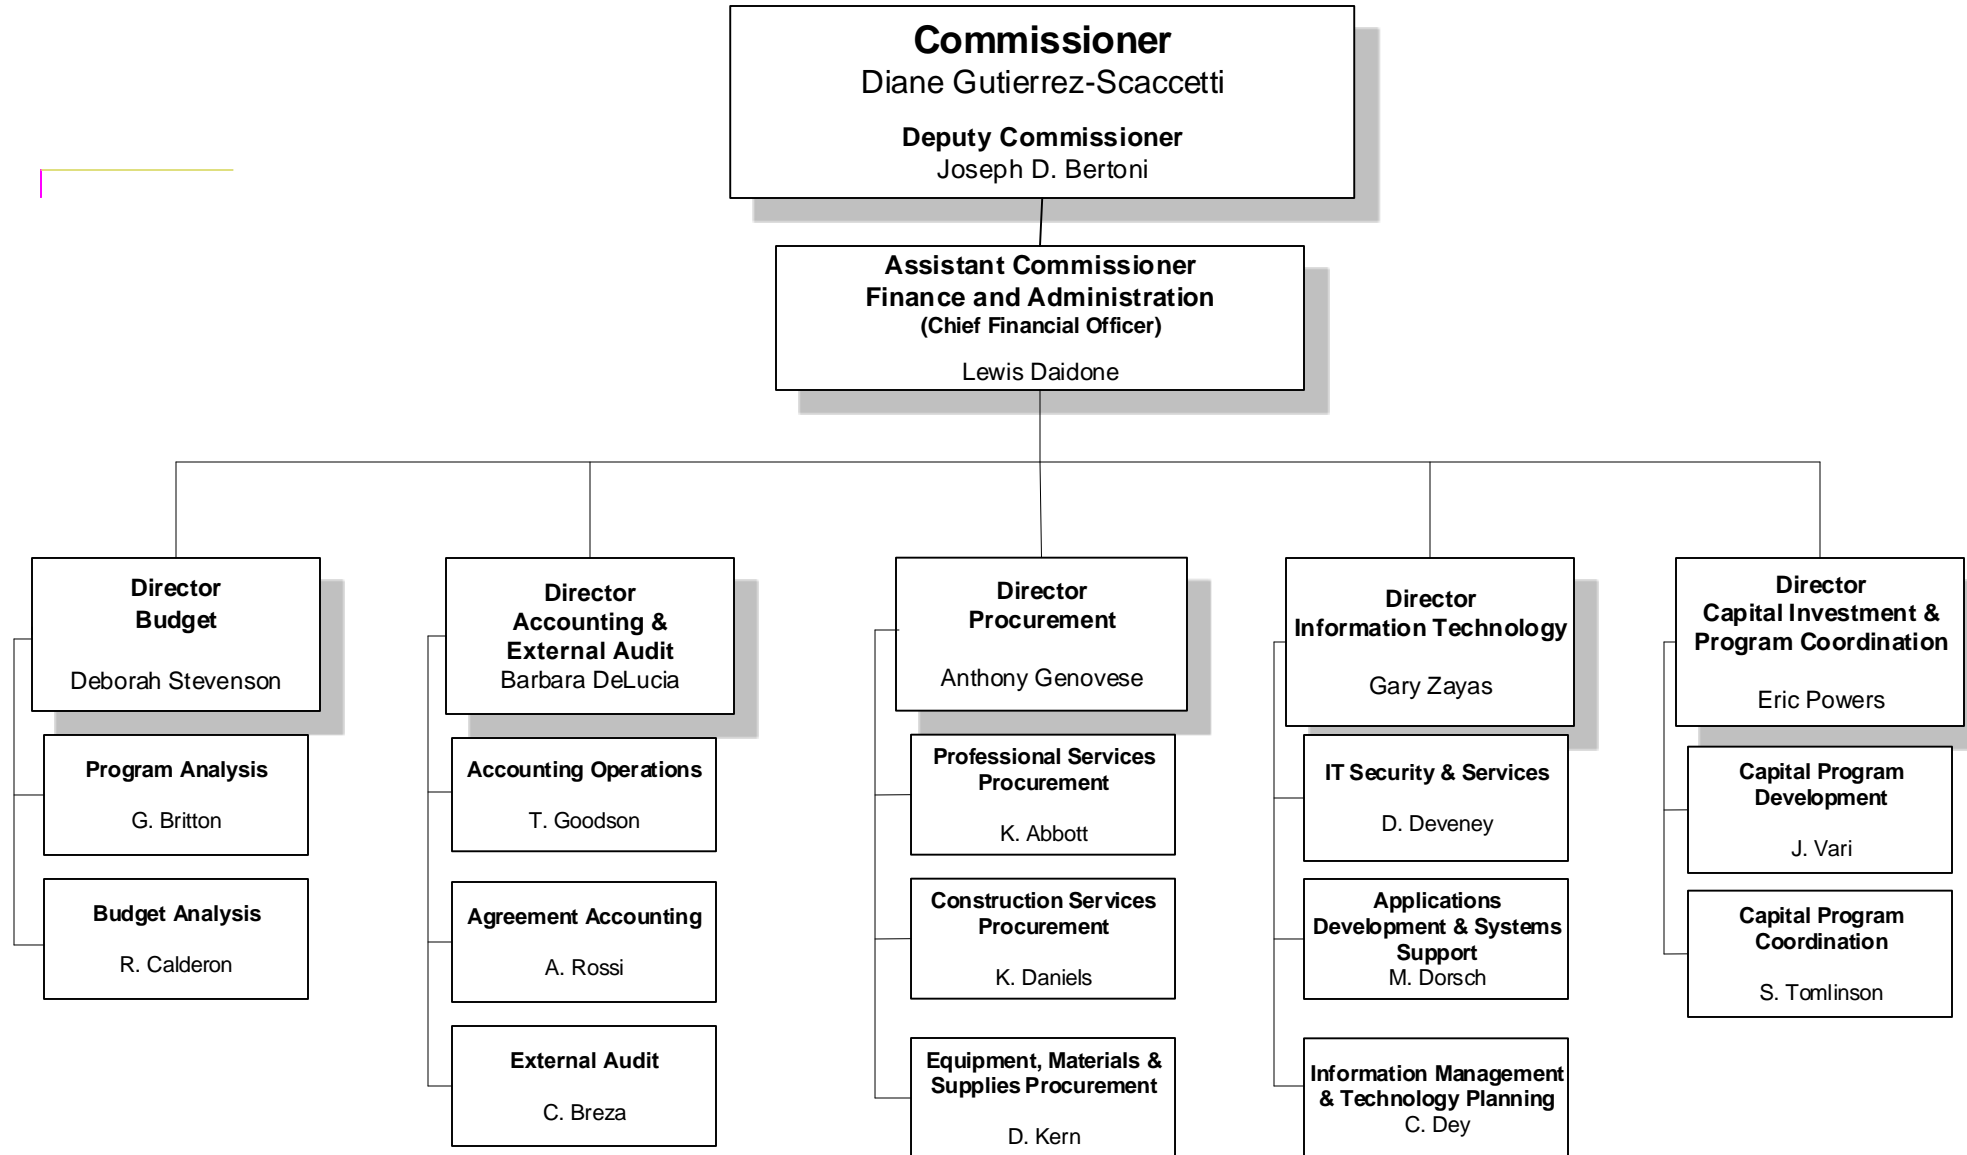 Commissioner
Diane Gutierrez-Scaccetti
Deputy Commissioner
Joseph D. Bertoni
Assistant Commissioner
Finance and Administration
(Chief Financial Officer)
Lewis Daidone
Director
Budget
Deborah Stevenson
Program Analysis
G. Britton
Budget Analysis
R. Calderon
Director
Accounting &
External Audit
Barbara DeLucia
Accounting Operations
T. Goodson
Agreement Accounting
A. Rossi
External Audit
C. Breza
Director
Procurement
Anthony Genovese
Professional Services
Procurement
K. Abbott
Construction Services
Procurement
K. Daniels
Equipment, Materials &
Supplies Procurement
D. Kern
Director
Information Technology
Gary Zayas
IT Security & Services
D. Deveney
Applications
Development & Systems
Support
M. Dorsch
Information Management
& Technology Planning
C. Dey
Director
Capital Investment &
Program Coordination
Eric Powers
Capital Program
Development
J. Vari
Capital Program
Coordination
S. Tomlinson